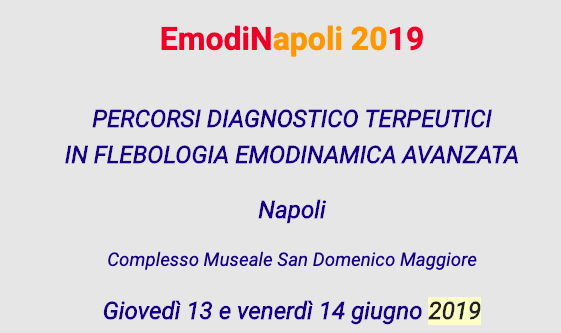 EmodiNapoli 2019
PERCORSI DIAGNOSTICO TERPEUTICI
IN FLEBOLOGIA EMODINAMICA AVANZATA
Napoli
Complesso Museale San Domenico Maggiore
Giovedì 13 e venerdì 14 giugno 2019